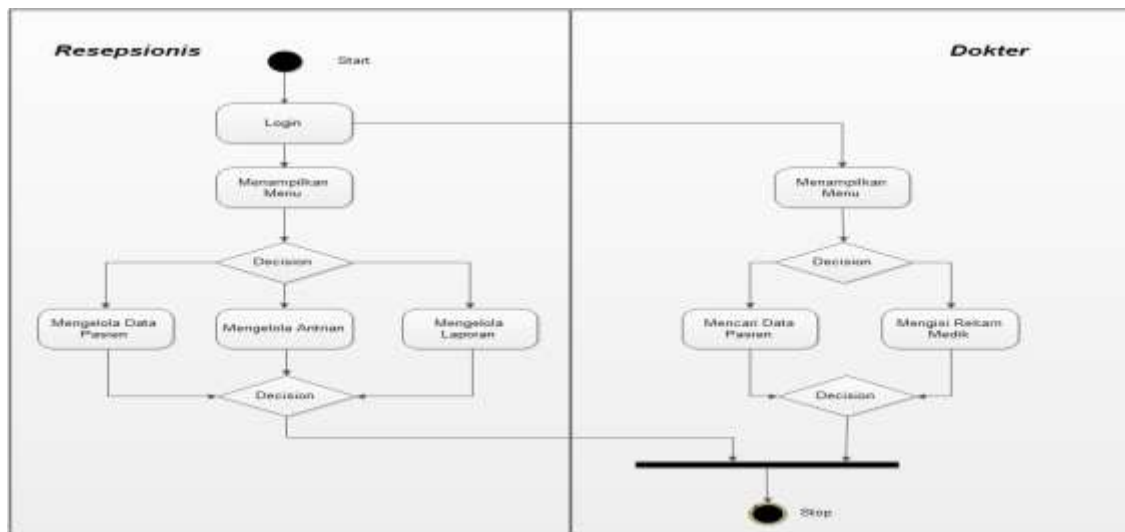 Resepsionis
Dokter
Start
Login
Menampilkan
Menu
Menampilkan
Menu
Decision
Decision
Mengelola Data
Pasien
Mengelola Antrian
Mengelola
Laporan
Mencari Data
Pasien
Mengisi Rekam
Medik
Decision
Decision
Stop